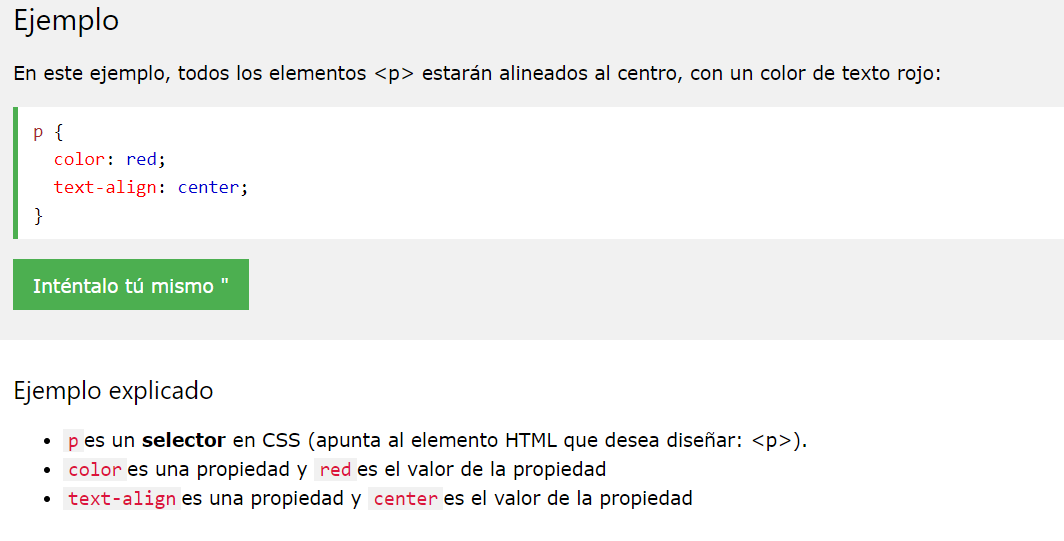 Ejemplo
En este ejemplo, todos los elementos <p> estarán alineados al centro, con un color de texto rojo:
p {
  color: red;
  text-align: center;
}
Inténtalo tú mismo "
Ejemplo explicado
• p es un selector en CSS (apunta al elemento HTML que desea diseñar: <p>).
• color es una propiedad y red es el valor de la propiedad
• text-align es una propiedad y center es el valor de la propiedad